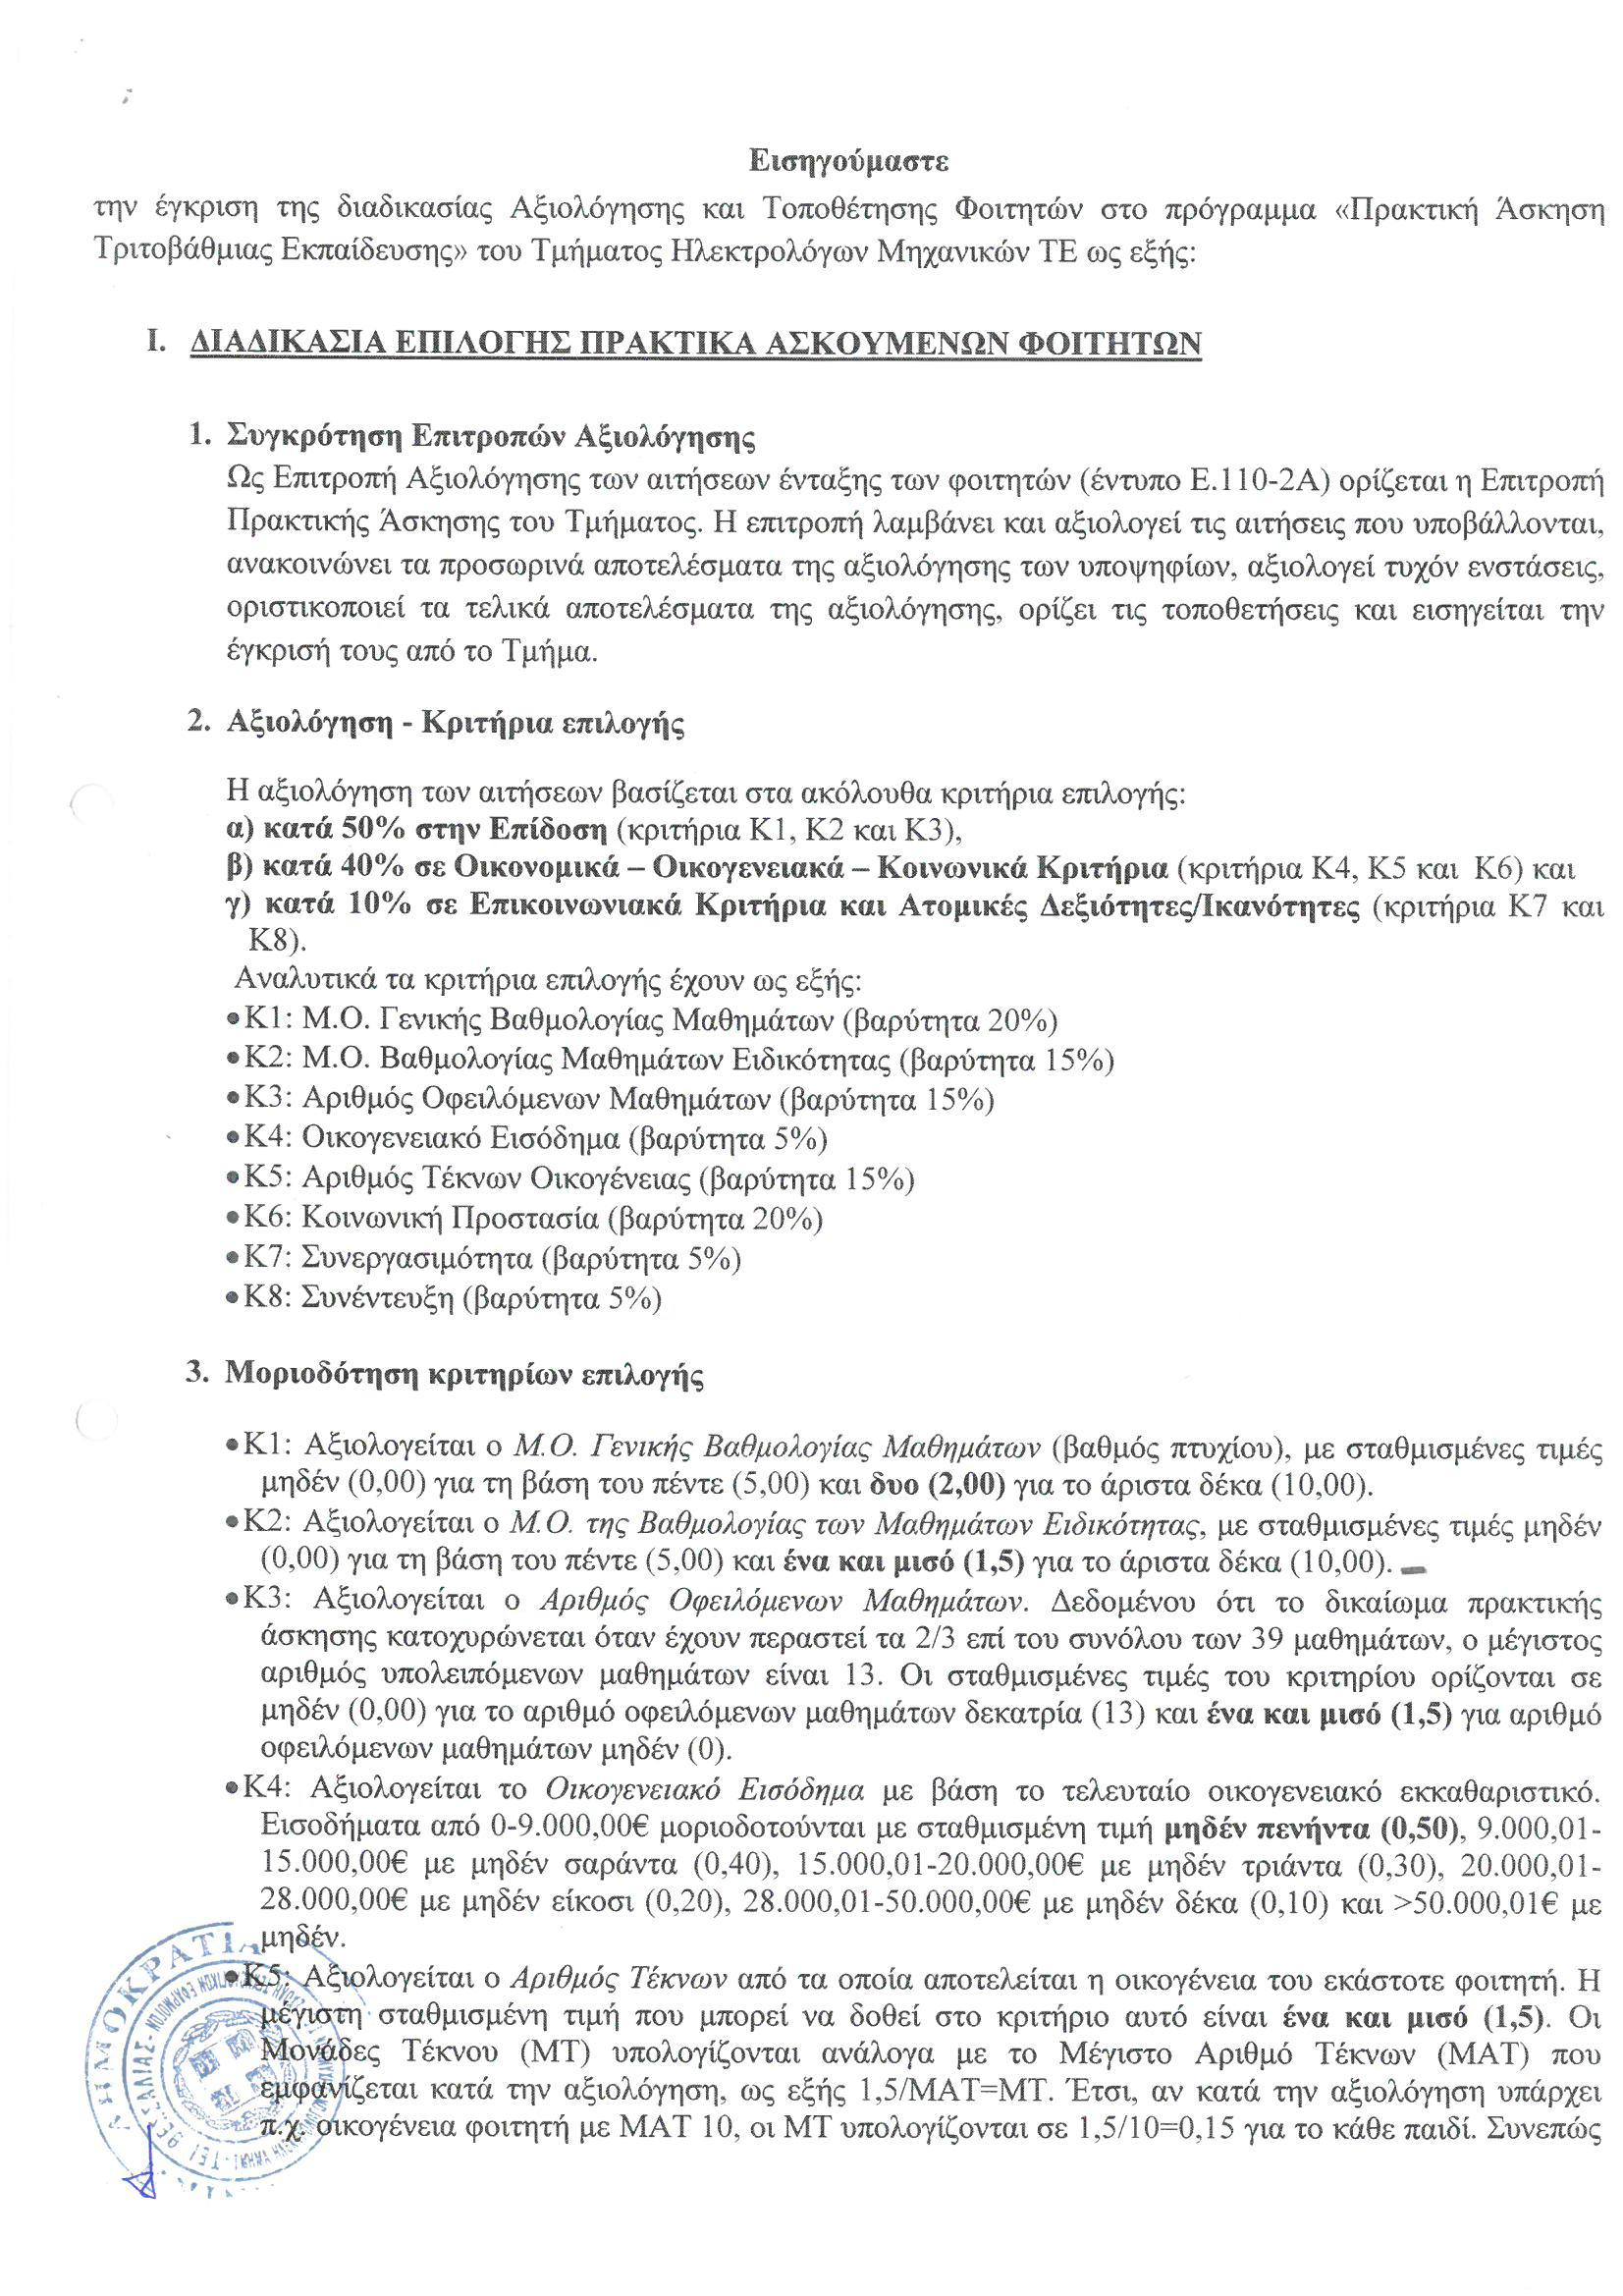 Εισηγούμαστε
την έγκριση της διαδικασίας Αξιολόγησης και Τοποθέτησης Φοιτητών στο πρόγραμμα «Πρακτική Άσκηση
Τριτοβάθμιας Εκπαίδευσης» του Τμήματος Ηλεκτρολόγων Μηχανικών ΤΕ ως εξής:
I. ΔΙΑΔΙΚΑΣΙΑ ΕΠΙΛΟΓΗΣ ΠΡΑΚΤΙΚΑ ΑΣΚΟΥΜΕΝΩΝ ΦΟΙΤΗΤΩΝ
1. Συγκρότηση Επιτροπών Αξιολόγησης
Ως Επιτροπή Αξιολόγησης των αιτήσεων ένταξης των φοιτητών (έντυπο Ε.110-2Α) ορίζεται η Επιτροπή
Πρακτικής Άσκησης του Τμήματος. Η επιτροπή λαμβάνει και αξιολογεί τις αιτήσεις που υποβάλλονται,
ανακοινώνει τα προσωρινά αποτελέσματα της αξιολόγησης των υποψηφίων, αξιολογεί τυχόν ενστάσεις,
οριστικοποιεί τα τελικά αποτελέσματα της αξιολόγησης, ορίζει τις τοποθετήσεις και εισηγείται την
έγκρισή τους από το Τμήμα.
2. Αξιολόγηση - Κριτήρια επιλογής
Η αξιολόγηση των αιτήσεων βασίζεται στα ακόλουθα κριτήρια επιλογής:
α) κατά 50% στην Επίδοση (κριτήρια Κ1, Κ2 και Κ3),
β) κατά 40% σε Οικονομικά – Οικογενειακά – Κοινωνικά Κριτήρια (κριτήρια Κ4, Κ5 και Κ6) και
γ) κατά 10% σε Επικοινωνιακά Κριτήρια και Ατομικές Δεξιότητες/Ικανότητες (κριτήρια Κ7 και
Κ8).
Αναλυτικά τα κριτήρια επιλογής έχουν ως εξής:
•Κ1: Μ.Ο. Γενικής Βαθμολογίας Μαθημάτων (βαρύτητα 20%)
•Κ2: Μ.Ο. Βαθμολογίας Μαθημάτων Ειδικότητας (βαρύτητα 15%)
•Κ3: Αριθμός Οφειλόμενων Μαθημάτων (βαρύτητα 15%)
•Κ4: Οικογενειακό Εισόδημα (βαρύτητα 5%)
•Κ5: Αριθμός Τέκνων Οικογένειας (βαρύτητα 15%)
•Κ6: Κοινωνική Προστασία (βαρύτητα 20%)
•Κ7: Συνεργασιμότητα (βαρύτητα 5%)
•Κ8: Συνέντευξη (βαρύτητα 5%)
3. Μοριοδότηση κριτηρίων επιλογής
•Κ1: Αξιολογείται ο Μ.Ο. Γενικής Βαθμολογίας Μαθημάτων (βαθμός πτυχίου), με σταθμισμένες τιμές
μηδέν (0,00) για τη βάση του πέντε (5,00) και δυο (2,00) για το άριστα δέκα (10,00).
•Κ2: Αξιολογείται ο Μ.Ο. της Βαθμολογίας των Μαθημάτων Ειδικότητας, με σταθμισμένες τιμές μηδέν
(0,00) για τη βάση του πέντε (5,00) και ένα και μισό (1,5) για το άριστα δέκα (10,00).
•Κ3: Αξιολογείται ο Αριθμός Οφειλόμενων Μαθημάτων. Δεδομένου ότι το δικαίωμα πρακτικής
άσκησης κατοχυρώνεται όταν έχουν περαστεί τα 2/3 επί του συνόλου των 39 μαθημάτων, ο μέγιστος
αριθμός υπολειπόμενων μαθημάτων είναι 13. Οι σταθμισμένες τιμές του κριτηρίου ορίζονται σε
μηδέν (0,00) για το αριθμό οφειλόμενων μαθημάτων δεκατρία (13) και ένα και μισό (1,5) για αριθμό
οφειλόμενων μαθημάτων μηδέν (0).
•Κ4: Αξιολογείται το Οικογενειακό Εισόδημα με βάση το τελευταίο οικογενειακό εκκαθαριστικό.
Εισοδήματα από 0-9.000,00€ μοριοδοτούνται με σταθμισμένη τιμή μηδέν πενήντα (0,50), 9.000,01-
15.000,00€ με μηδέν σαράντα (0,40), 15.000,01-20.000,00€ με μηδέν τριάντα (0,30), 20.000,01-
28.000,00€ με μηδέν είκοσι (0,20), 28.000,01-50.000,00€ με μηδέν δέκα (0,10) και >50.000,01€ με
μηδέν.
•Κ5: Αξιολογείται ο Αριθμός Τέκνων από τα οποία αποτελείται η οικογένεια του εκάστοτε φοιτητή. Η
μέγιστη σταθμισμένη τιμή που μπορεί να δοθεί στο κριτήριο αυτό είναι ένα και μισό (1,5). Οι
Μονάδες Τέκνου (ΜΤ) υπολογίζονται ανάλογα με το Μέγιστο Αριθμό Τέκνων (ΜΑΤ) που
εμφανίζεται κατά την αξιολόγηση, ως εξής 1,5/ΜΑΤ=ΜΤ. Έτσι, αν κατά την αξιολόγηση υπάρχει
π.χ. οικογένεια φοιτητή με ΜΑΤ 10, οι ΜΤ υπολογίζονται σε 1,5/10=0,15 για το κάθε παιδί. Συνεπώς
ΤΕΙ ΘΕΣΣΑΛΙΑΣ